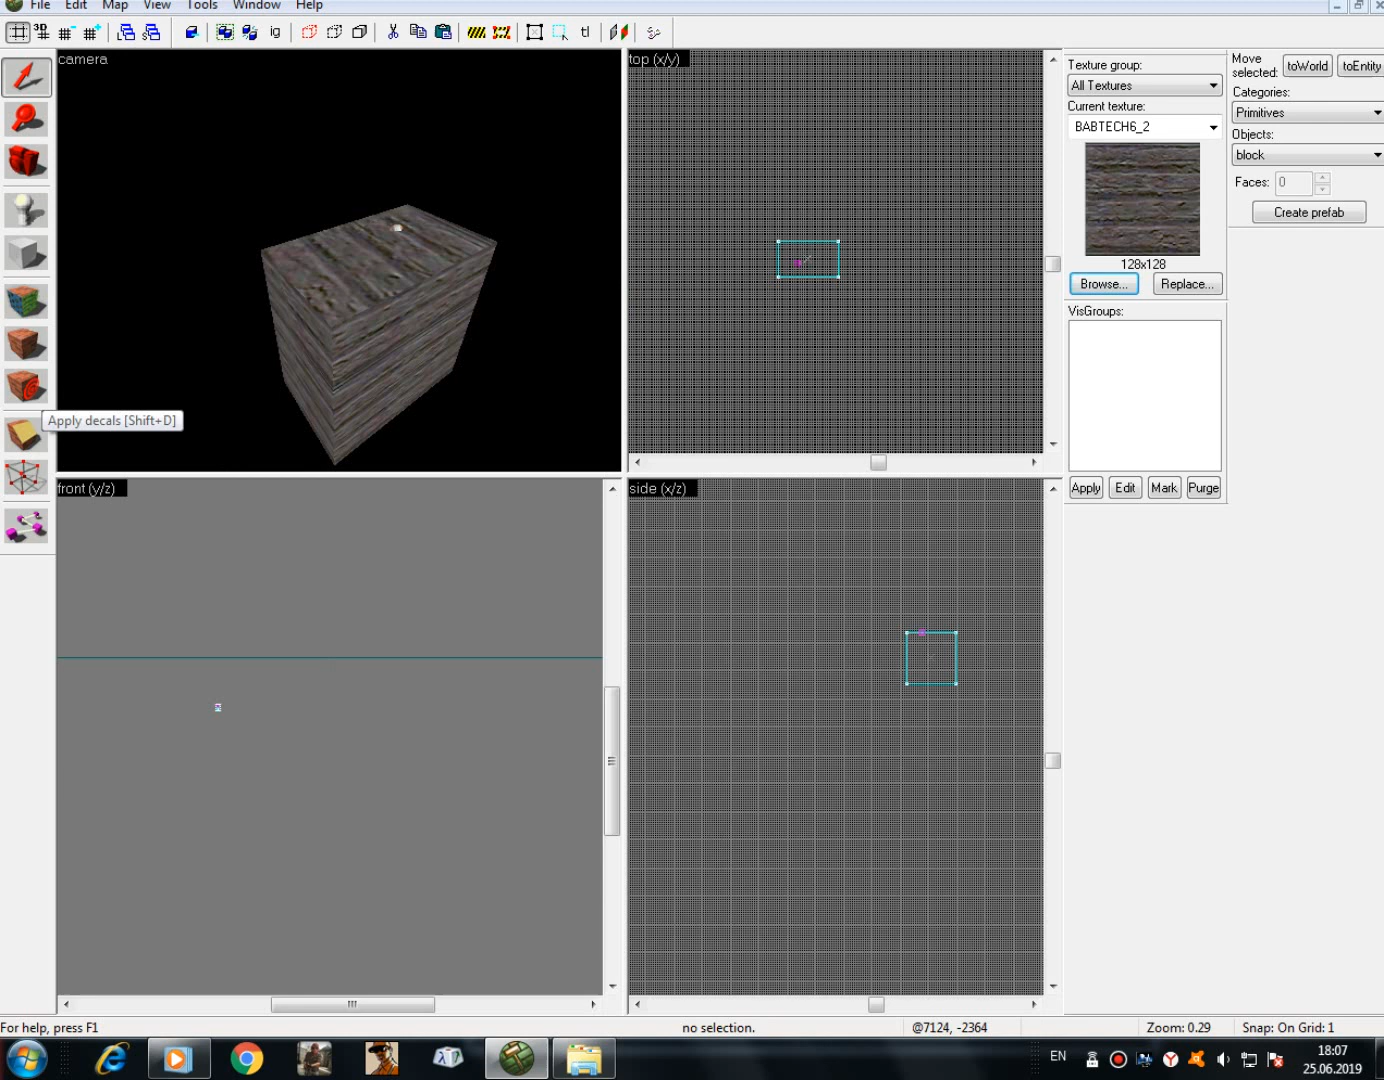 File Edit Map View Tools Window Help
3D ig tl
camera
top (x/y)
front (y/z)
side (x/z)
Apply decals [Shift+D]
Texture group:
All Textures
Current texture:
BABTECH6_2
128x128
Browse... Replace...
VisGroups:
Apply Edit Mark Purge
Move
selected: toWorld toEntity
Categories:
Primitives
Objects:
block
Faces: 0
Create prefab
For help, press F1 no selection. @7124, -2364 Zoom: 0.29 Snap: On Grid: 1
EN 18:07
25.06.2019